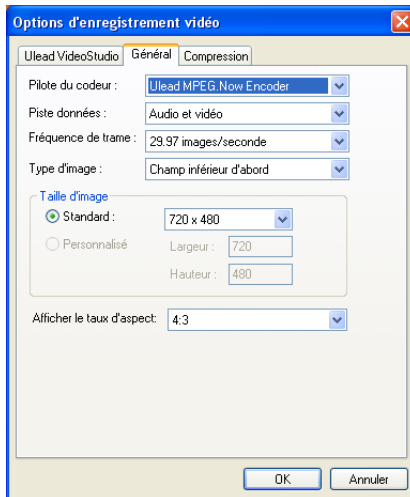 Options d'enregistrement vidéo
Ulead VideoStudio Général Compression
Pilote du codeur : Ulead MPEG.Now Encoder
Piste données : Audio et vidéo
Fréquence de trame : 29.97 images/seconde
Type d'image : Champ inférieur d'abord
Taille d'image
Standard : 720 x 480
Personnalisé Largeur : 720
Hauteur : 480
Afficher le taux d'aspect: 4:3
OK Annuler